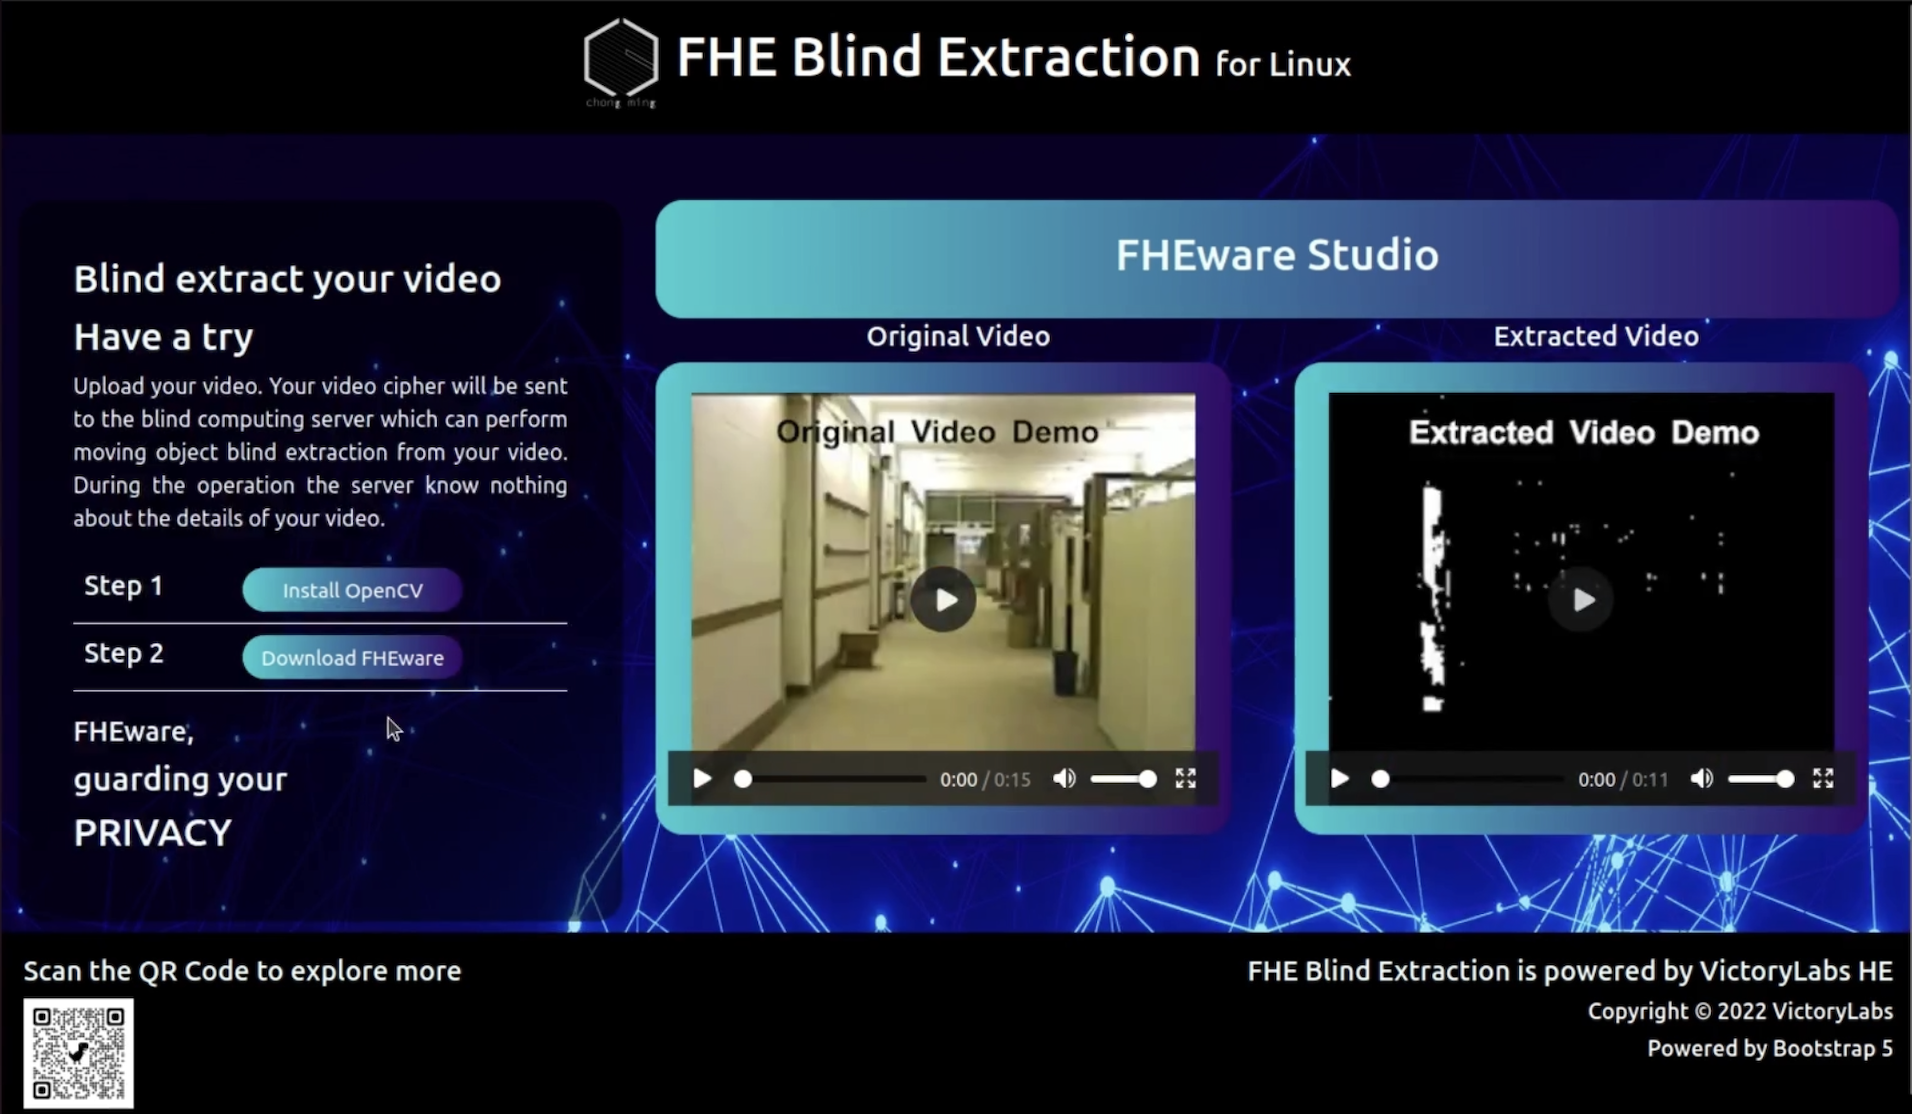 FHE Blind Extraction for Linux
chong ming
Blind extract your video
Have a try
Upload your video. Your video cipher will be sent
to the blind computing server which can perform
moving object blind extraction from your video.
During the operation the server know nothing
about the details of your video.
Step 1 Install OpenCV
Step 2 Download FHEware
FHEware,
guarding your
PRIVACY
FHEware Studio
Original Video
Original Video Demo
0:00 / 0:15
Extracted Video
Extracted Video Demo
0:00 / 0:11
Scan the QR Code to explore more
FHE Blind Extraction is powered by VictoryLabs HE
Copyright © 2022 VictoryLabs
Powered by Bootstrap 5